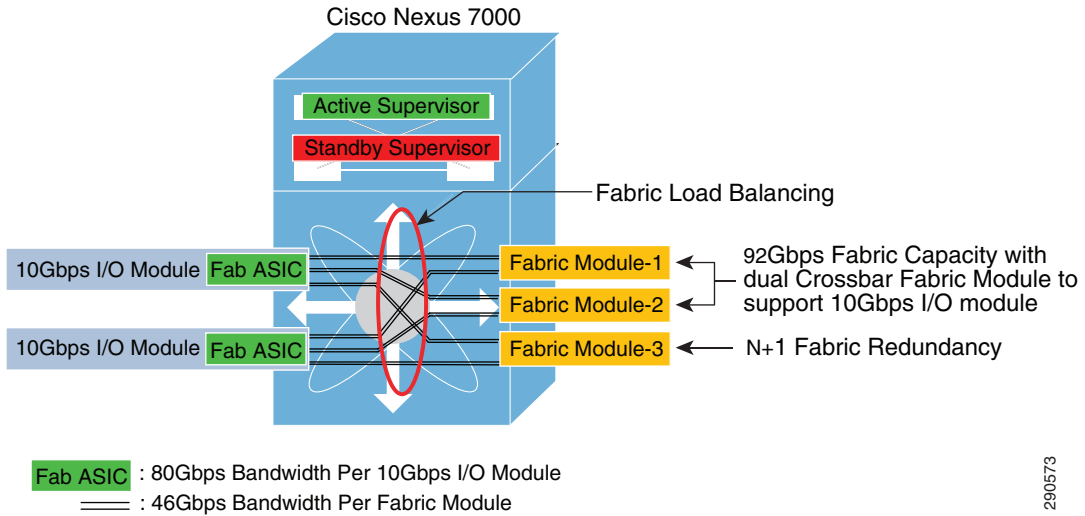 Cisco Nexus 7000
Active Supervisor
Standby Supervisor
Fabric Load Balancing
10Gbps I/O Module
Fab ASIC
Fabric Module-1
92Gbps Fabric Capacity with
dual Crossbar Fabric Module to
support 10Gbps I/O module
Fabric Module-2
10Gbps I/O Module
Fab ASIC
Fabric Module-3
N+1 Fabric Redundancy
Fab ASIC : 80Gbps Bandwidth Per 10Gbps I/O Module
: 46Gbps Bandwidth Per Fabric Module
290573